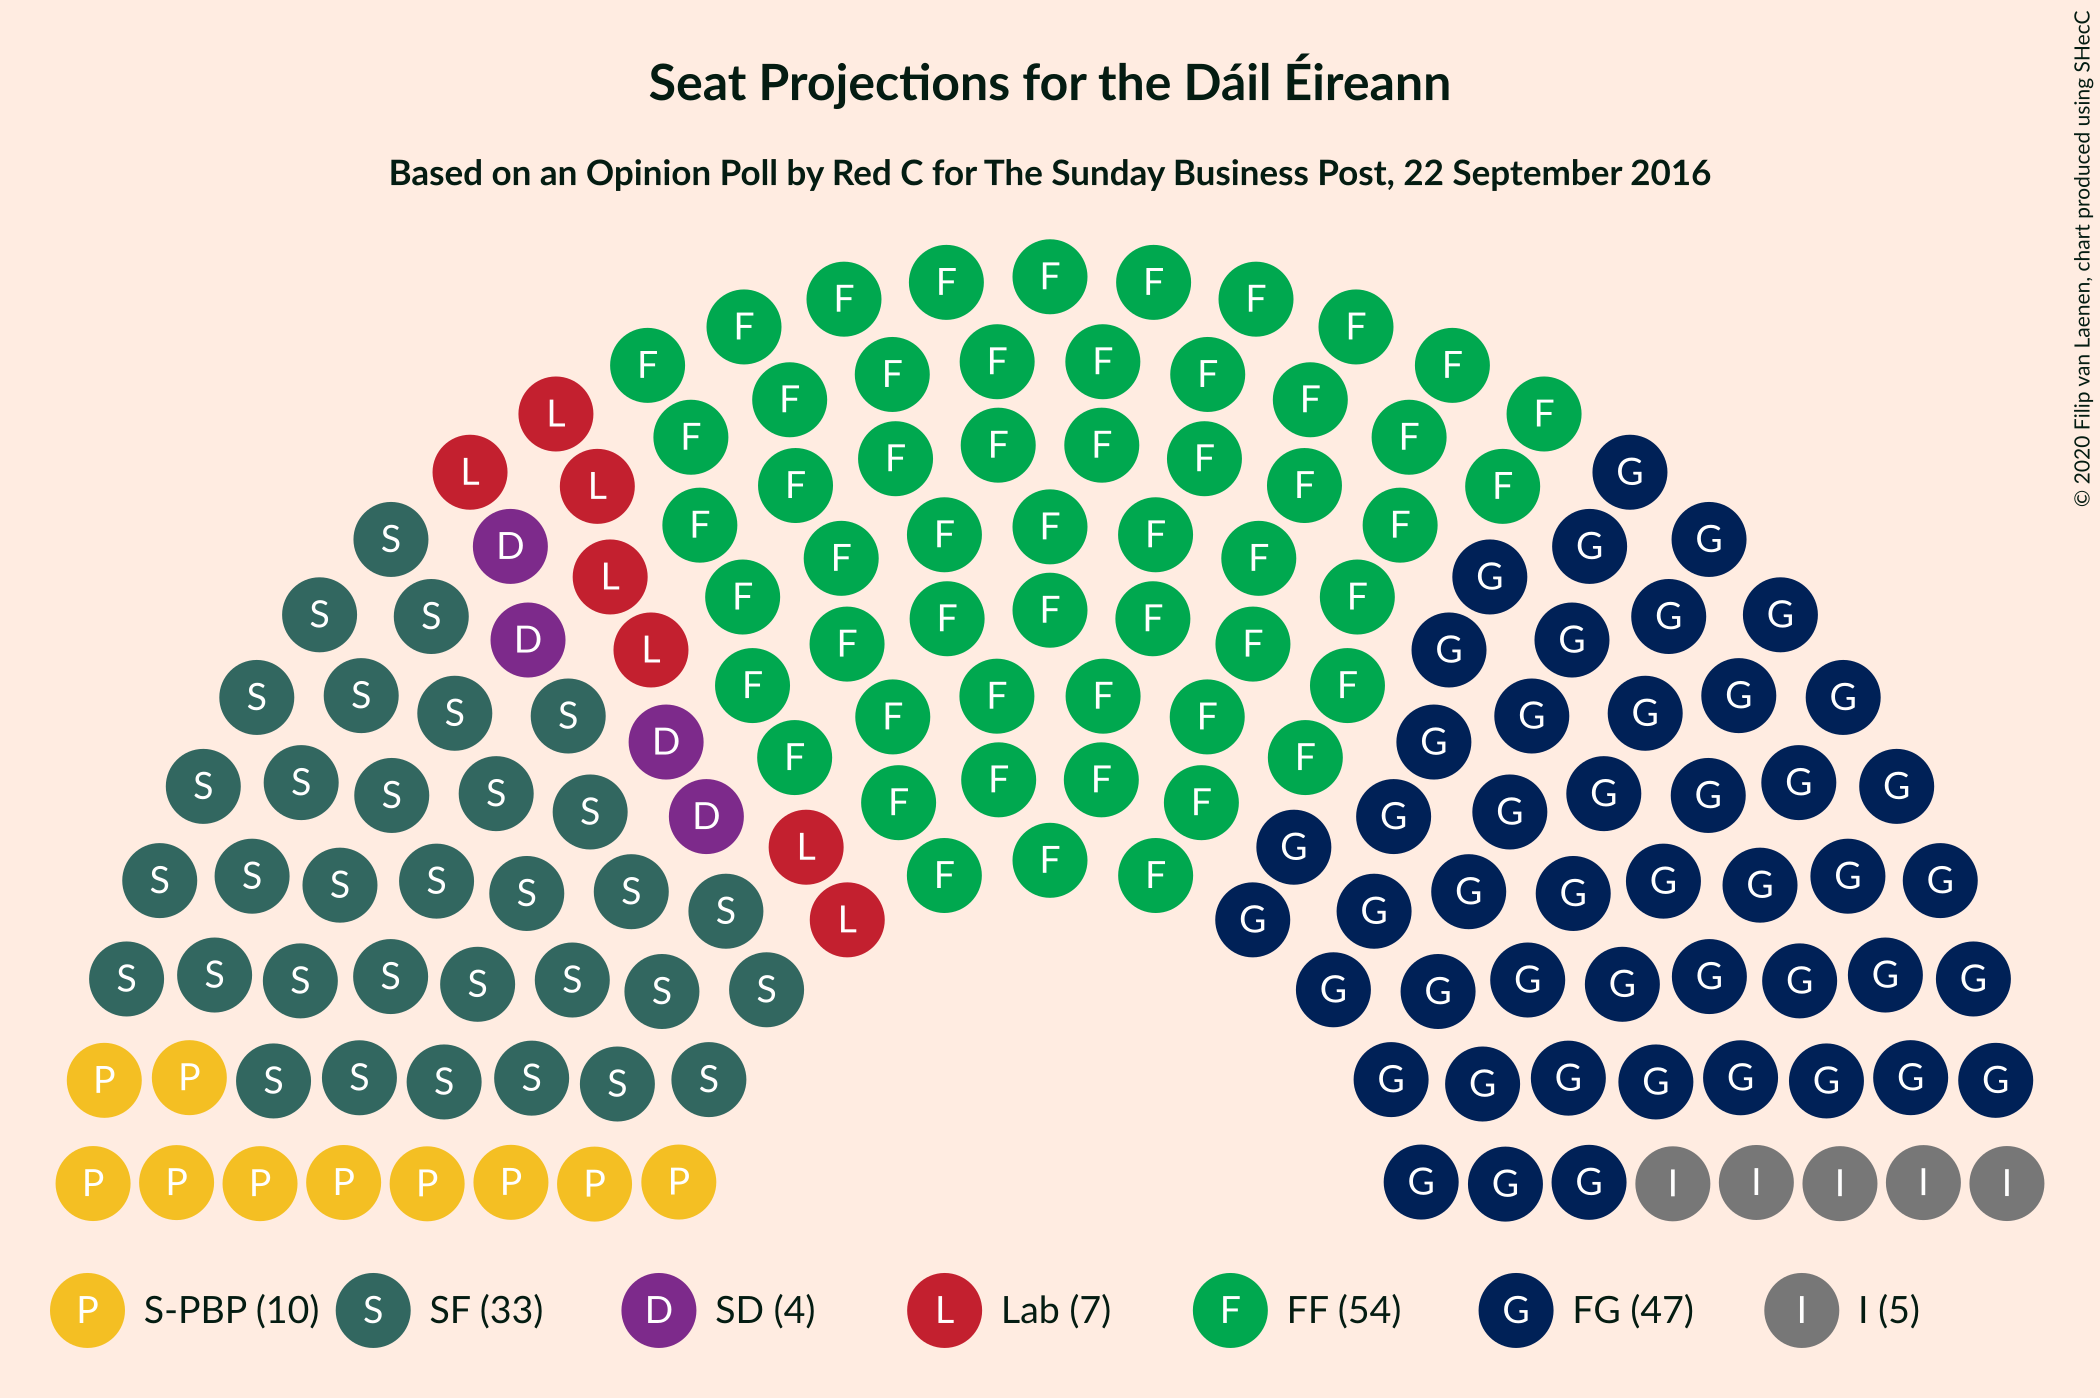 Seat Projections for the Dáil Éireann
Based on an Opinion Poll by Red C for The Sunday Business Post, 22 September 2016
© 2020 Filip van Laenen, chart produced using SHecC
F F F F F
F F F F
F F F F F F
L F F F F F
L F F F F F F G
S D L F F F F F G G
S S D L F F F F F G G G
S S S S L F F F F F G G G G G
S S S S S D F F F F F F G G G G G
S S S S S S D F F F F G G G G G G
S S S S S S S L F F F G G G G G G G
S S S S S S S S L G G G G G G G G
P P S S S S S S G G G G G G G G
P P P P P P P P G G G I I I I I
P S-PBP (10) S SF (33) D SD (4) L Lab (7) F FF (54) G FG (47) I I (5)